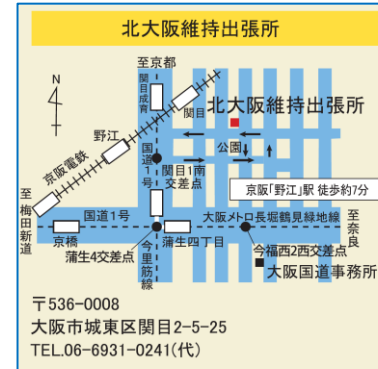 北大阪維持出張所
至京都
N
関目成育
関目
北大阪維持出張所
野江
公園
京阪電鉄
国道1号
関目1南
交差点
京阪「野江」駅 徒歩約7分
至梅田新道
国道1号
大阪メトロ長堀鶴見緑地線
至奈良
京橋
蒲生四丁目
蒲生4交差点
今里筋線
今福西2西交差点
大阪国道事務所
〒536-0008
大阪市城東区関目2-5-25
TEL.06-6931-0241(代)